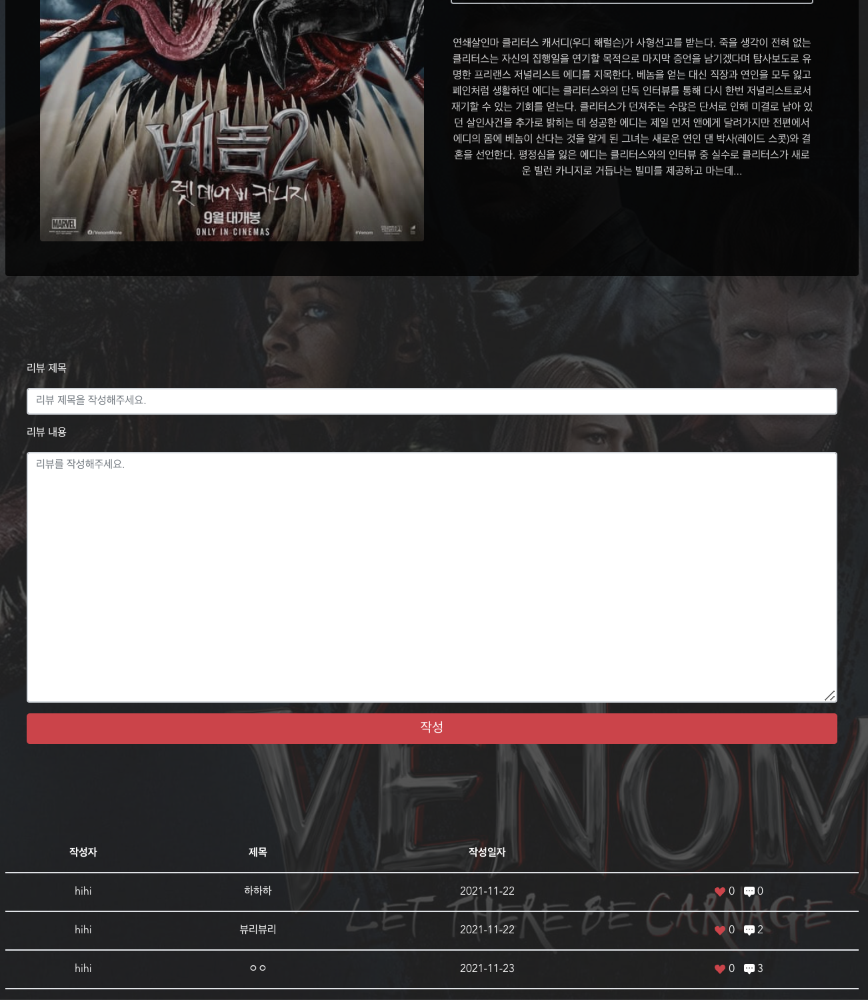 연쇄살인마 클리터스 캐서디(우디 해럴슨)가 사형선고를 받는다. 죽을 생각이 전혀 없는
클리터스는 자신의 집행일을 연기할 목적으로 마지막 증언을 남기겠다며 탐사보도로 유
명한 프리랜스 저널리스트 에디를 지목한다. 베놈을 얻는 대신 직장과 연인을 모두 잃고
폐인처럼 생활하던 에디는 클리터스와의 단독 인터뷰를 통해 다시 한번 저널리스트로서
재기할 수 있는 기회를 얻는다. 클리터스가 던져주는 수많은 단서로 인해 미결로 남아 있
던 살인사건을 추가로 밝히는 데 성공한 에디는 제일 먼저 앤에게 달려가지만 전편에서
에디의 몸에 베놈이 산다는 것을 알게 된 그녀는 새로운 연인 댄 박사(레이드 스콧)와 결
혼을 선언한다. 평정심을 잃은 에디는 클리터스와의 인터뷰 중 실수로 클리터스가 새로
운 빌런 카니지로 거듭나는 빌미를 제공하고 마는데...
베놈2
렛 데어 비 카니지
9월 대개봉
ONLY IN CINEMAS
MARVEL
/VenomMovie
#Venom
리뷰 제목
리뷰 제목을 작성해주세요.
리뷰 내용
리뷰를 작성해주세요.
작성
VENOM
LET THERE BE CARNAGE
작성자 제목 작성일자
hihi 하하하 2021-11-22 0 0
hihi 뷰리뷰리 2021-11-22 0 2
hihi ㅇㅇ 2021-11-23 0 3